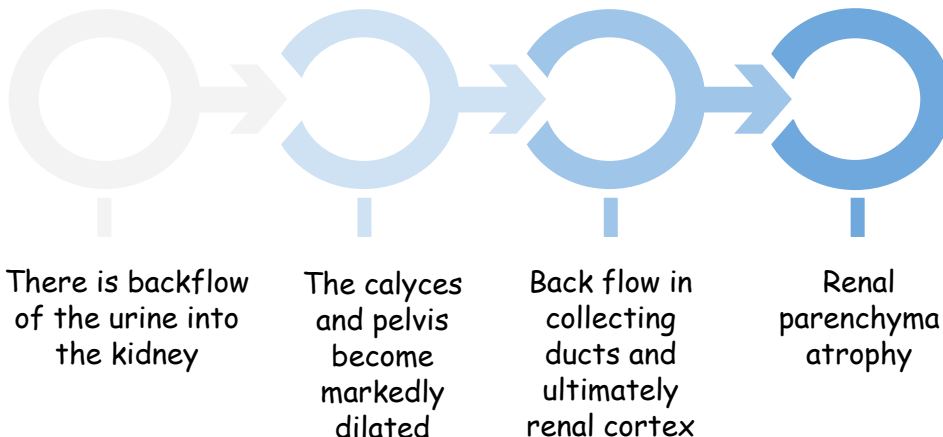 There is backflow
of the urine into
the kidney
The calyces
and pelvis
become
markedly
dilated
Back flow in
collecting
ducts and
ultimately
renal cortex
Renal
parenchyma
atrophy